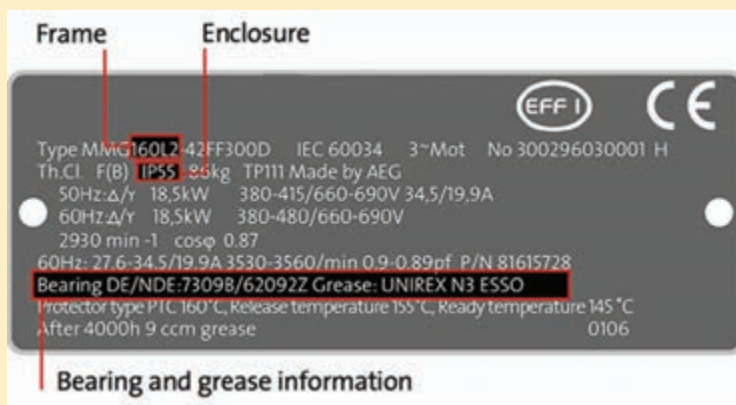 Frame Enclosure
EFF 1 CE
Type MMG160L2-42FF300D IEC 60034 3~Mot No 300296030001 H
Th.Cl. F(B) IP55 86kg TP111 Made by AEG
50Hz:Δ/Y 18,5kW 380-415/660-690V 34,5/19,9A
60Hz:Δ/Y 18,5kW 380-480/660-690V
2930 min -1 cosφ 0.87
60Hz: 27.6-34.5/19.9A 3530-3560/min 0.9-0.89pf P/N 81615728
Bearing DE/NDE:7309B/62092Z Grease: UNIREX N3 ESSO
Protector type PTC 160˚C, Release temperature 155˚C, Ready temperature 145 ˚C
After 4000h 9 ccm grease 0106
Bearing and grease information